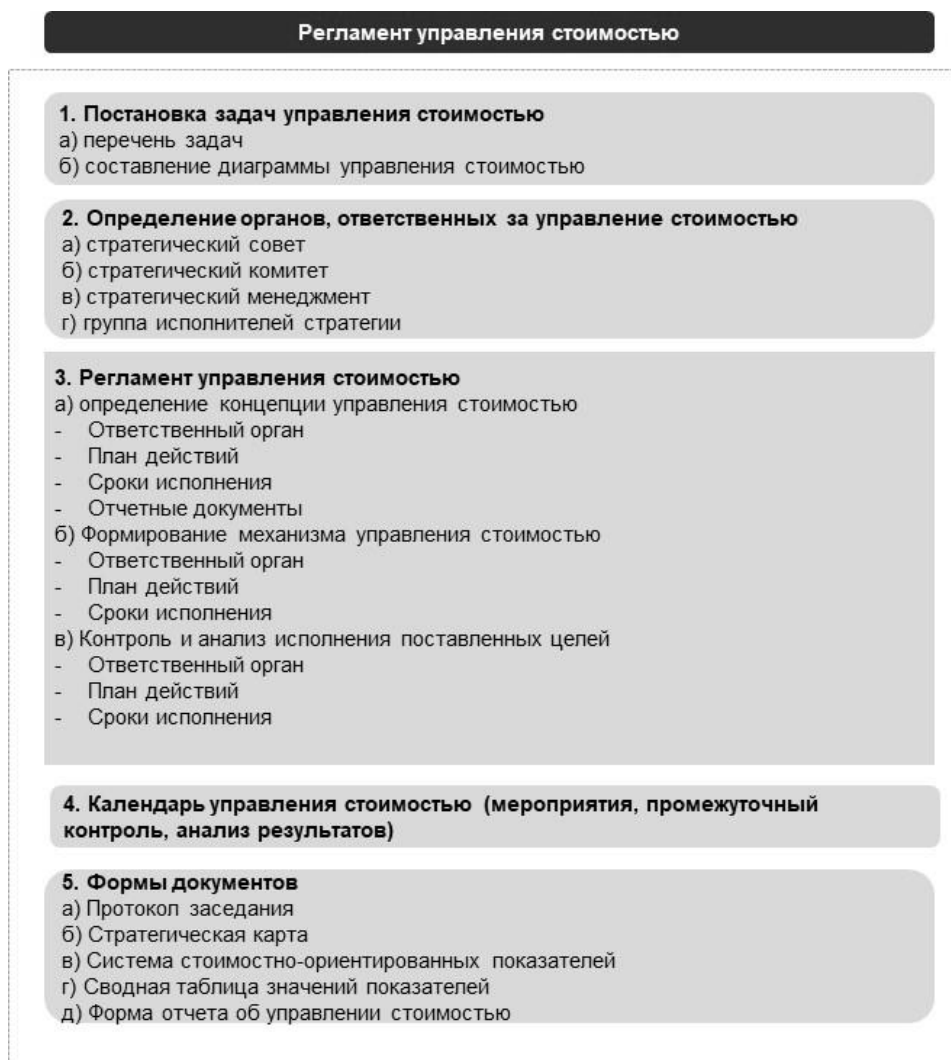 Регламент управления стоимостью
1. Постановка задач управления стоимостью
а) перечень задач
б) составление диаграммы управления стоимостью
2. Определение органов, ответственных за управление стоимостью
а) стратегический совет
б) стратегический комитет
в) стратегический менеджмент
г) группа исполнителей стратегии
3. Регламент управления стоимостью
а) определение концепции управления стоимостью
- Ответственный орган
- План действий
- Сроки исполнения
- Отчетные документы
б) Формирование механизма управления стоимостью
- Ответственный орган
- План действий
- Сроки исполнения
в) Контроль и анализ исполнения поставленных целей
- Ответственный орган
- План действий
- Сроки исполнения
4. Календарь управления стоимостью (мероприятия, промежуточный
контроль, анализ результатов)
5. Формы документов
а) Протокол заседания
б) Стратегическая карта
в) Система стоимостно-ориентированных показателей
г) Сводная таблица значений показателей
д) Форма отчета об управлении стоимостью